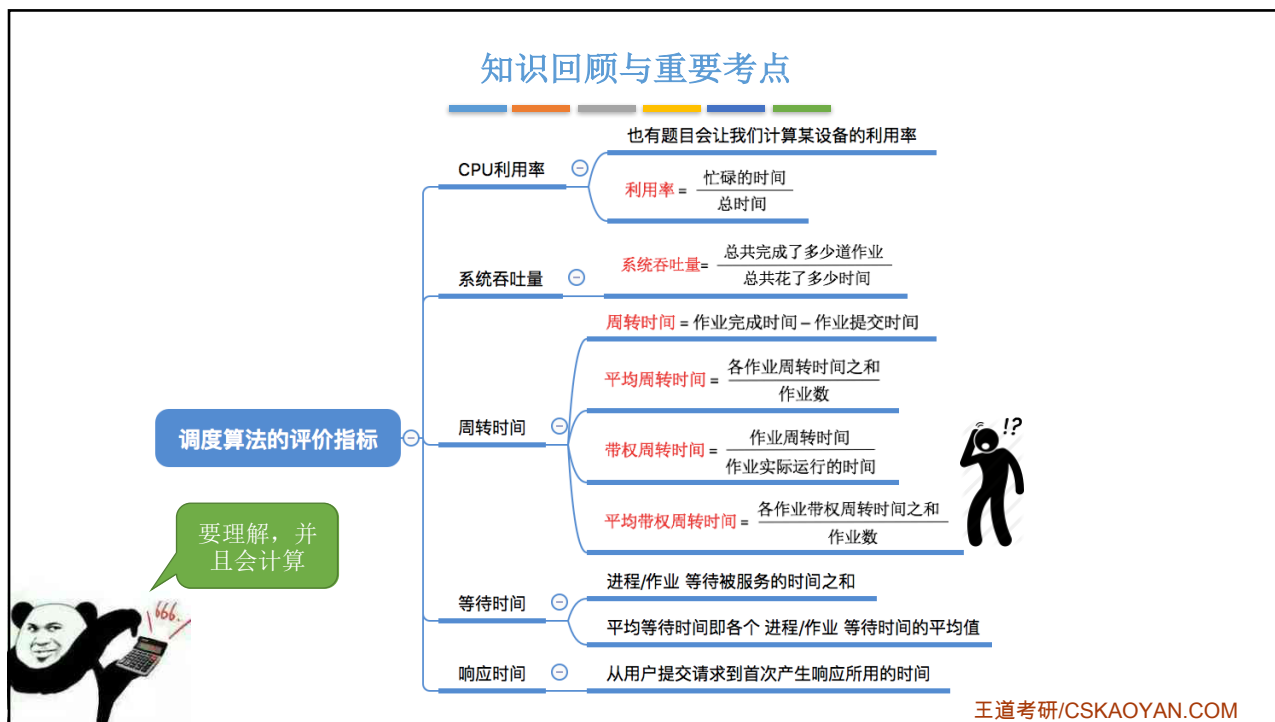 知识回顾与重要考点
也有题目会让我们计算某设备的利用率
CPU利用率
利用率 = 忙碌的时间 / 总时间
系统吞吐量
系统吞吐量= 总共完成了多少道作业 / 总共花了多少时间
周转时间 = 作业完成时间 – 作业提交时间
平均周转时间 = 各作业周转时间之和 / 作业数
周转时间
调度算法的评价指标
带权周转时间 = 作业周转时间 / 作业实际运行的时间
平均带权周转时间 = 各作业带权周转时间之和 / 作业数
!?
要理解，并
且会计算
进程/作业 等待被服务的时间之和
等待时间
平均等待时间即各个 进程/作业 等待时间的平均值
666.
响应时间
从用户提交请求到首次产生响应所用的时间
王道考研/CSKAOYAN.COM